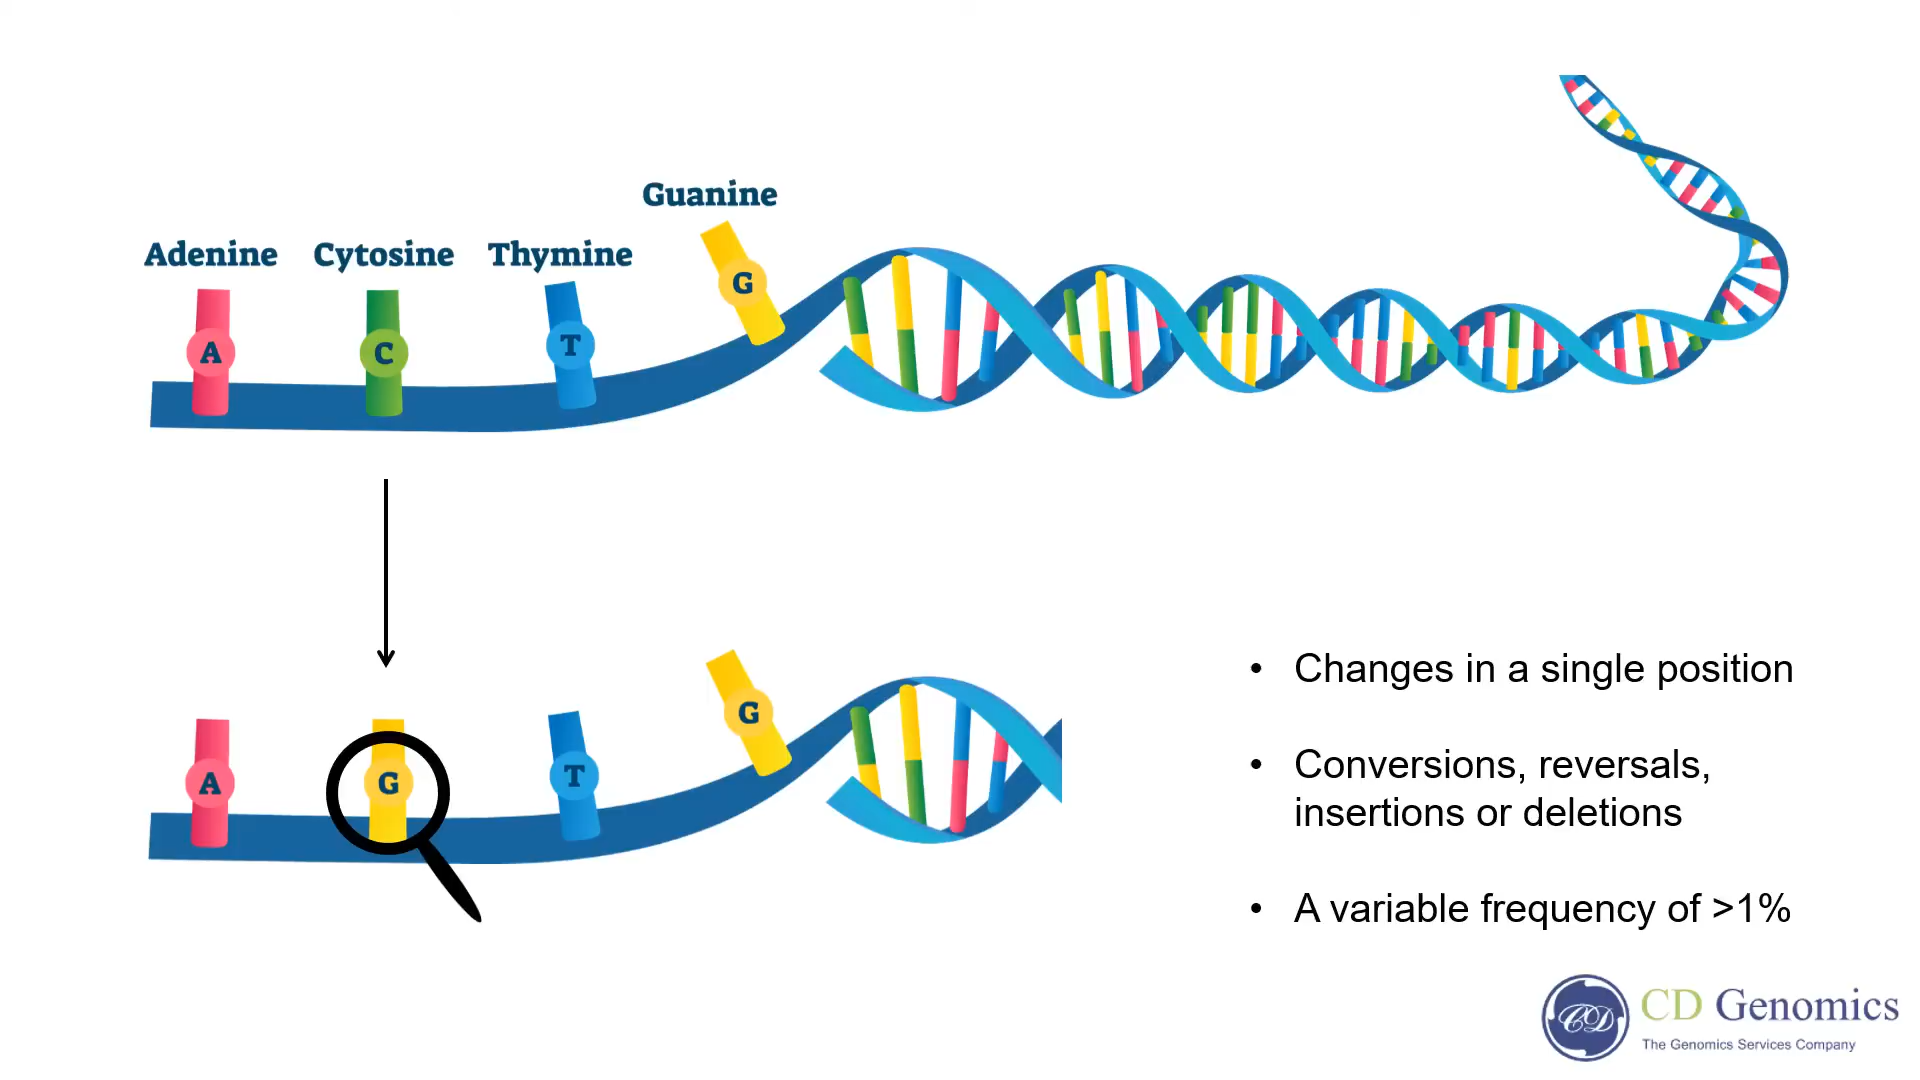 Guanine
Adenine Cytosine Thymine
G
A C T
• Changes in a single position
G
• Conversions, reversals,
insertions or deletions
A G T
• A variable frequency of >1%
CD
CD Genomics
The Genomics Services Company